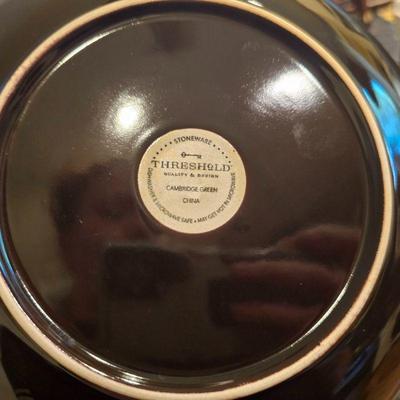 STONEWARE
THRESHOLD
QUALITY & DESIGN
CAMBRIDGE GREEN
CHINA
DISHWASHER & MICROWAVE SAFE • MAY GET HOT IN MICROWAVE